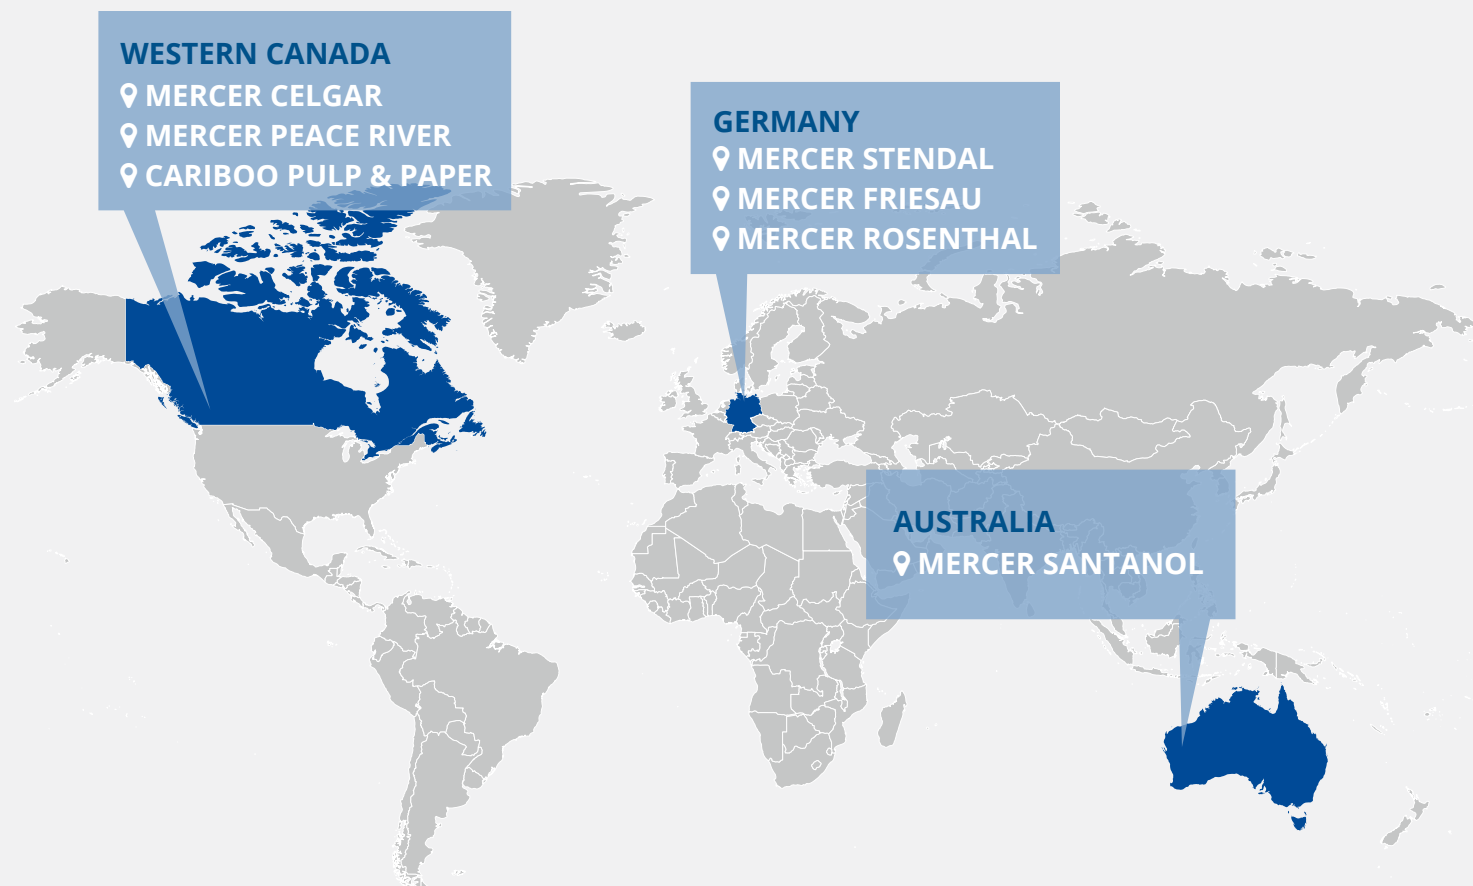 WESTERN CANADA
MERCER CELGAR
MERCER PEACE RIVER
CARIBOO PULP & PAPER
GERMANY
MERCER STENDAL
MERCER FRIESAU
MERCER ROSENTHAL
AUSTRALIA
MERCER SANTANOL